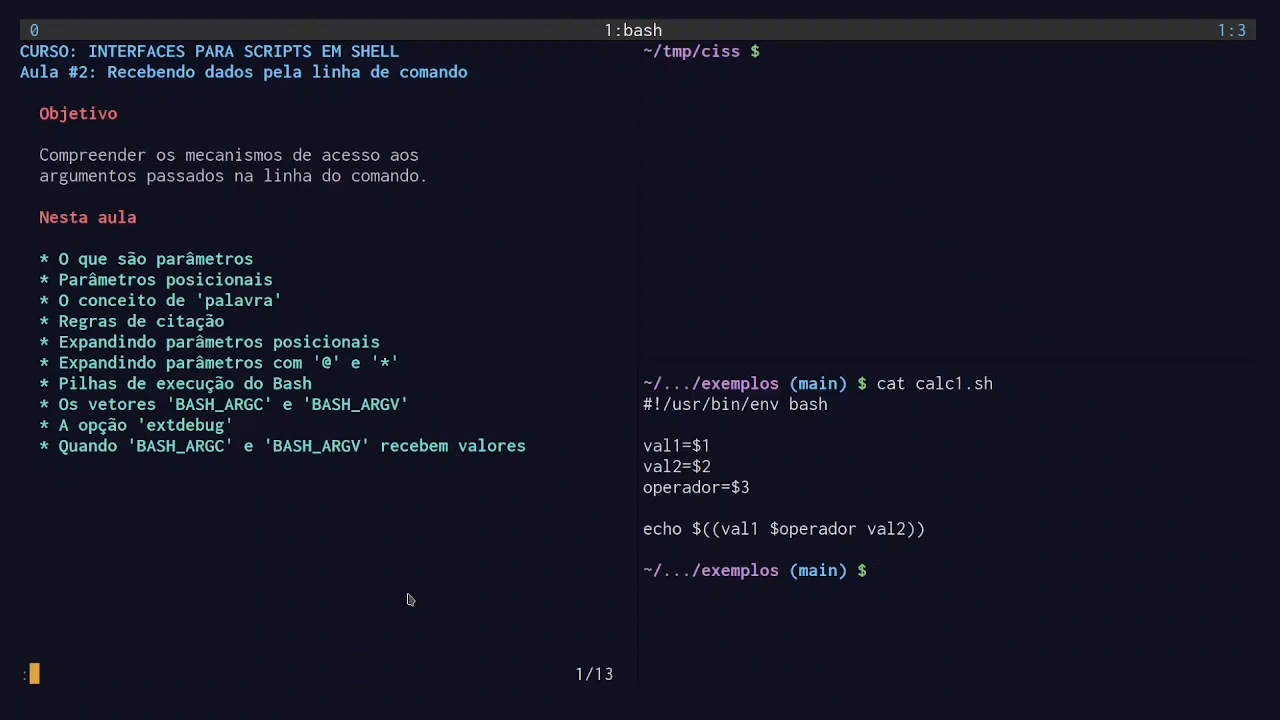 0 1:bash 1:3
CURSO: INTERFACES PARA SCRIPTS EM SHELL
Aula #2: Recebendo dados pela linha de comando
Objetivo
Compreender os mecanismos de acesso aos
argumentos passados na linha do comando.
Nesta aula
* O que são parâmetros
* Parâmetros posicionais
* O conceito de 'palavra'
* Regras de citação
* Expandindo parâmetros posicionais
* Expandindo parâmetros com '@' e '*'
* Pilhas de execução do Bash
* Os vetores 'BASH_ARGC' e 'BASH_ARGV'
* A opção 'extdebug'
* Quando 'BASH_ARGC' e 'BASH_ARGV' recebem valores
: 1/13
~/tmp/ciss $
~/.../exemplos (main) $ cat calc1.sh
#!/usr/bin/env bash
val1=$1
val2=$2
operador=$3
echo $((val1 $operador val2))
~/.../exemplos (main) $